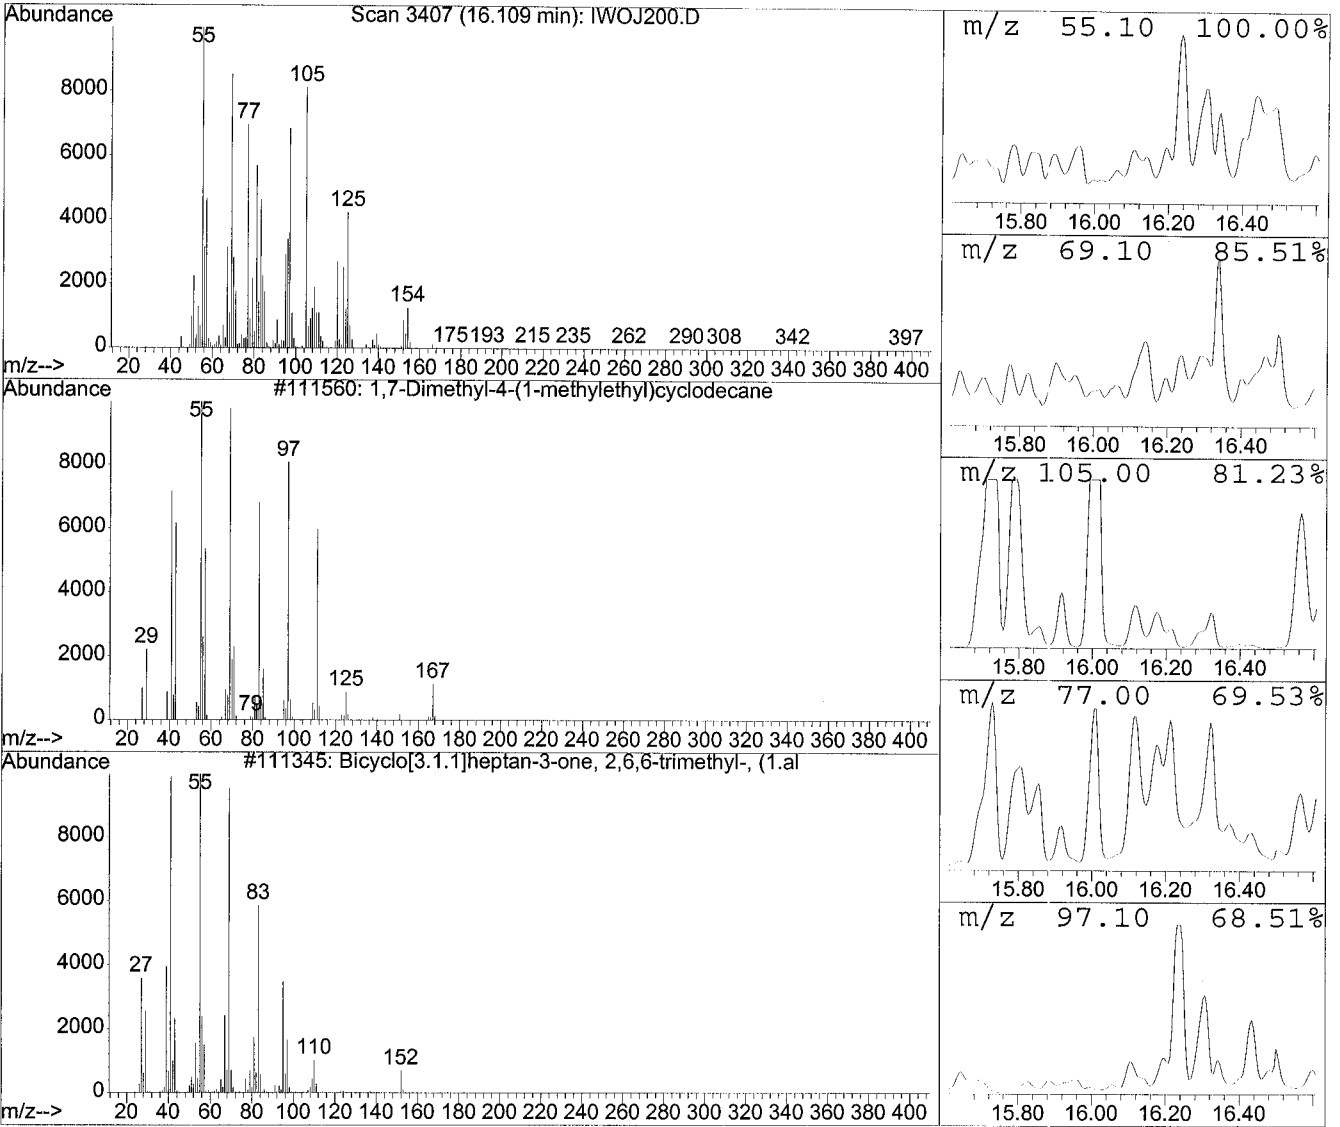 Abundance
Scan 3407 (16.109 min): IWOJ200.D
55
8000
105
77
6000
4000
125
2000
154
0
175 193 215 235 262 290 308 342 397
m/z-->
20 40 60 80 100 120 140 160 180 200 220 240 260 280 300 320 340 360 380 400
Abundance
#111560: 1,7-Dimethyl-4-(1-methylethyl)cyclodecane
55
97
8000
6000
4000
29
2000
125
167
79
0
m/z-->
20 40 60 80 100 120 140 160 180 200 220 240 260 280 300 320 340 360 380 400
Abundance
#111345: Bicyclo[3.1.1]heptan-3-one, 2,6,6-trimethyl-, (1.al
55
8000
83
6000
27
4000
2000
110
152
0
m/z-->
20 40 60 80 100 120 140 160 180 200 220 240 260 280 300 320 340 360 380 400
m/z 55.10 100.00%
15.80 16.00 16.20 16.40
m/z 69.10 85.51%
15.80 16.00 16.20 16.40
m/z 105.00 81.23%
15.80 16.00 16.20 16.40
m/z 77.00 69.53%
15.80 16.00 16.20 16.40
m/z 97.10 68.51%
15.80 16.00 16.20 16.40